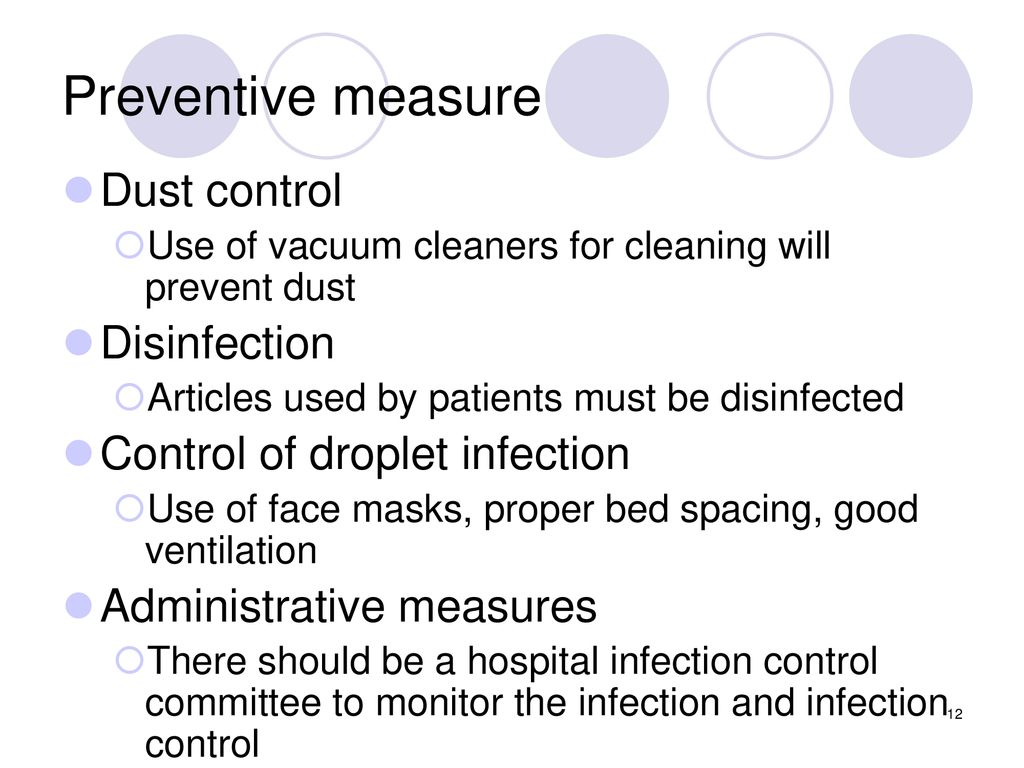 Preventive measure
Dust control
Use of vacuum cleaners for cleaning will
prevent dust
Disinfection
Articles used by patients must be disinfected
Control of droplet infection
Use of face masks, proper bed spacing, good
ventilation
Administrative measures
There should be a hospital infection control
committee to monitor the infection and infection
control
12